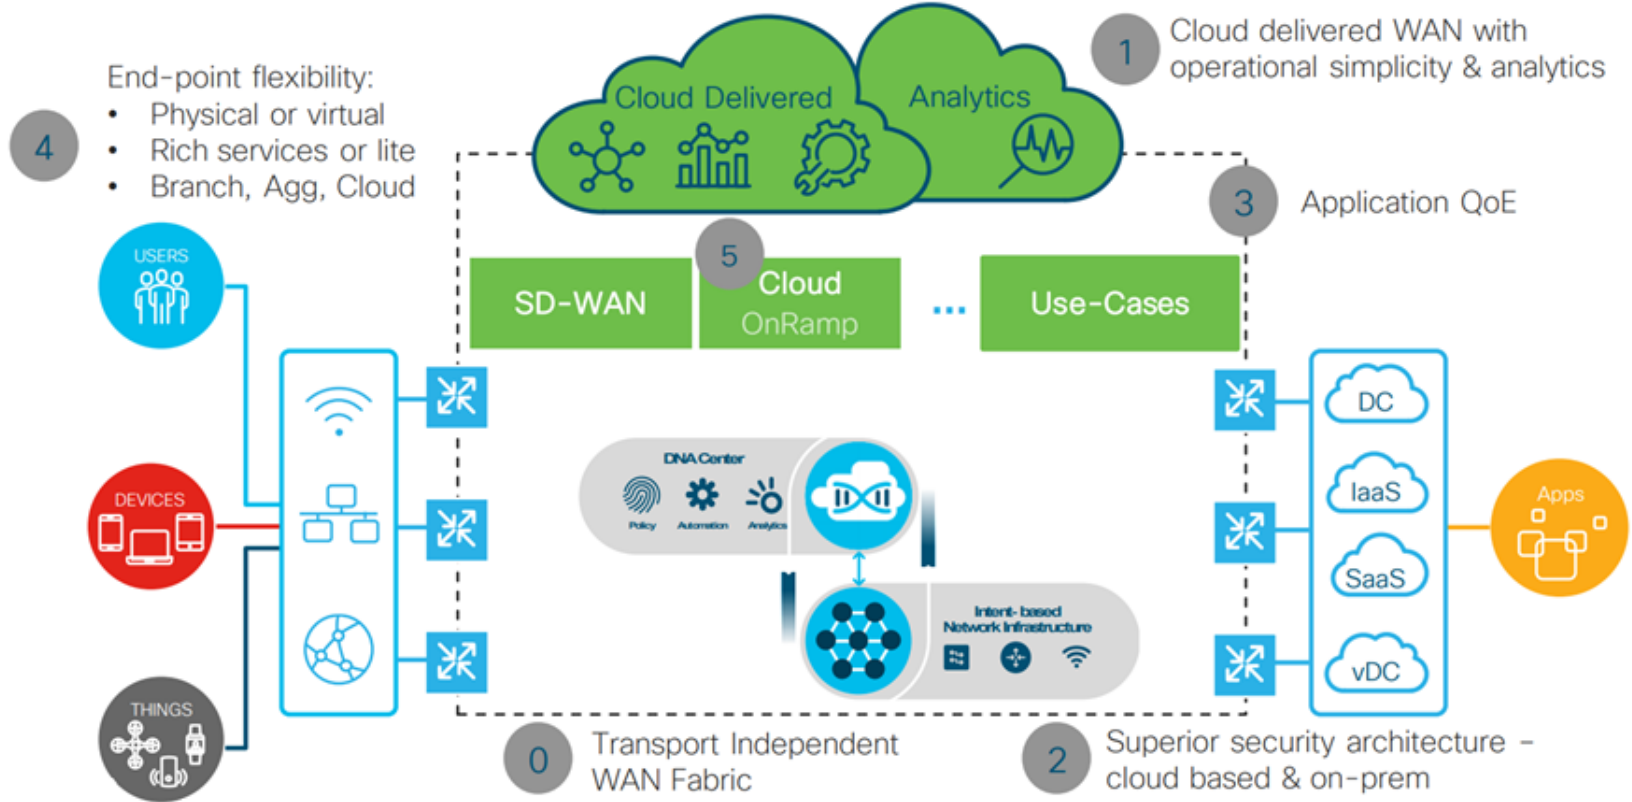 1
Cloud delivered WAN with
operational simplicity & analytics
End-point flexibility:
• Physical or virtual
• Rich services or lite
• Branch, Agg, Cloud
4
Cloud Delivered
Analytics
3
Application QoE
5
SD-WAN
Cloud
OnRamp
...
Use-Cases
USERS
DEVICES
THINGS
DNA Center
Policy
Automation
Analytics
Intent-based
Network Infrastructure
DC
IaaS
SaaS
vDC
Apps
0
Transport Independent
WAN Fabric
2
Superior security architecture –
cloud based & on-prem